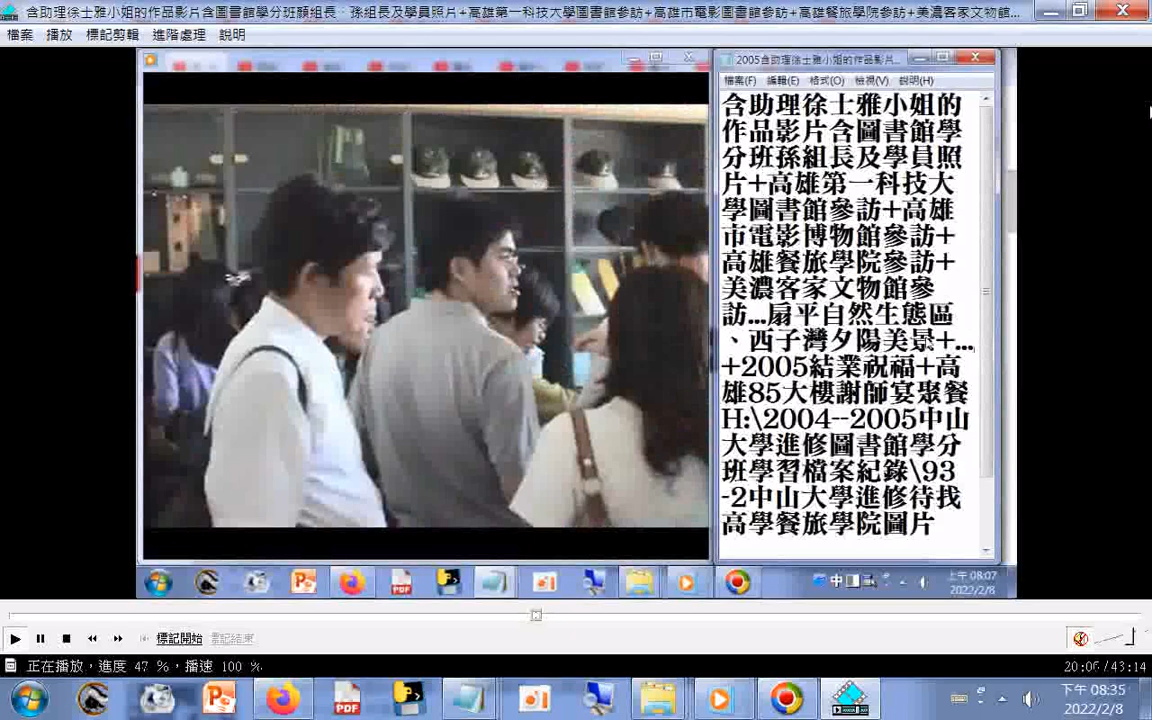 含助理徐士雅小姐的作品影片含圖書館學分班顏組長、孫組長及學員照片+高雄第一科技大學圖書館參訪+高雄市電影圖書館參訪+高雄餐旅學院參訪+美濃客家文物館...
檔案 播放 標記剪輯 進階處理 說明
2005含助理徐士雅小姐的作品影片...
檔案(F) 編輯(E) 格式(O) 檢視(V) 說明(H)
含助理徐士雅小姐的
作品影片含圖書館學
分班孫組長及學員照
片+高雄第一科技大
學圖書館參訪+高雄
市電影博物館參訪+
高雄餐旅學院參訪+
美濃客家文物館參
訪...扇平自然生態區
、西子灣夕陽美景+...
+2005結業祝福+高
雄85大樓謝師宴聚餐
H:\2004--2005中山
大學進修圖書館學分
班學習檔案紀錄\93
-2中山大學進修待找
高學餐旅學院圖片
中
上午 08:07
2022/2/8
標記開始 標記結束
正在播放，進度 47 %，播速 100 %.
20:06/43:14
PDF
下午 08:35
2022/2/8